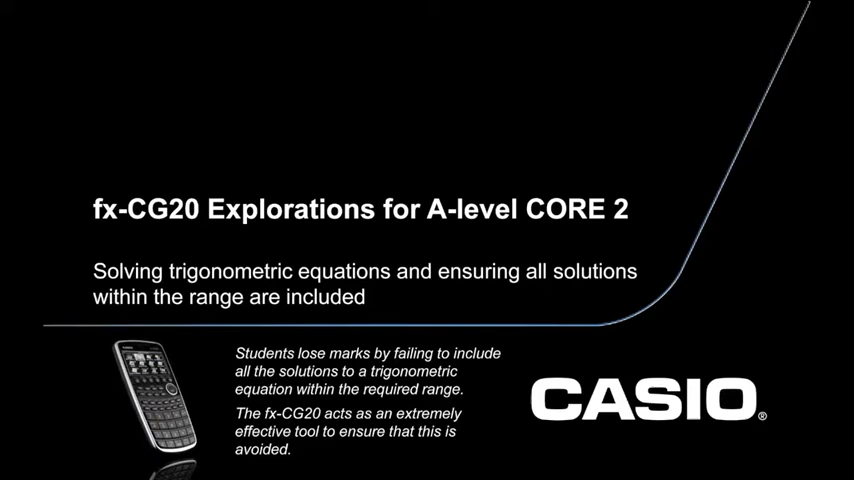 fx-CG20 Explorations for A-level CORE 2
Solving trigonometric equations and ensuring all solutions
within the range are included
Students lose marks by failing to include
all the solutions to a trigonometric
equation within the required range.
The fx-CG20 acts as an extremely
effective tool to ensure that this is
avoided.
CASIO®